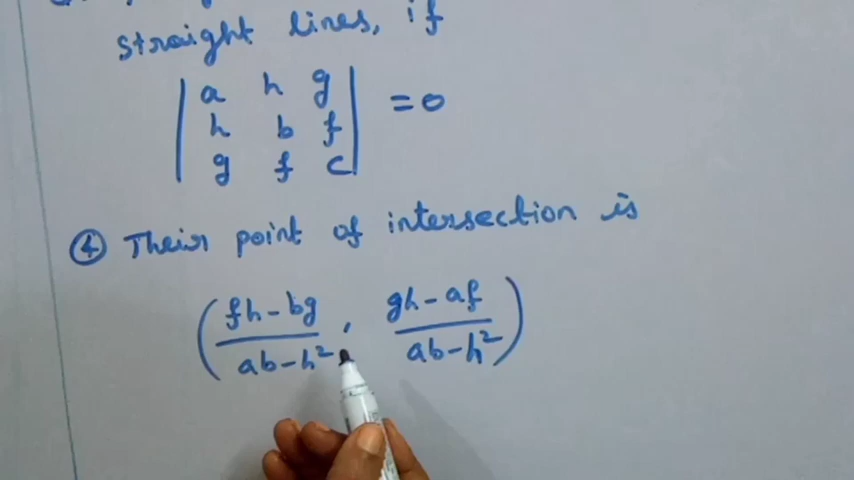 straight lines, if
| a h g |
| h b f | = 0
| g f c |
④ Their point of intersection is
( (fh - bg)/(ab - h²) , (gh - af)/(ab - h²) )